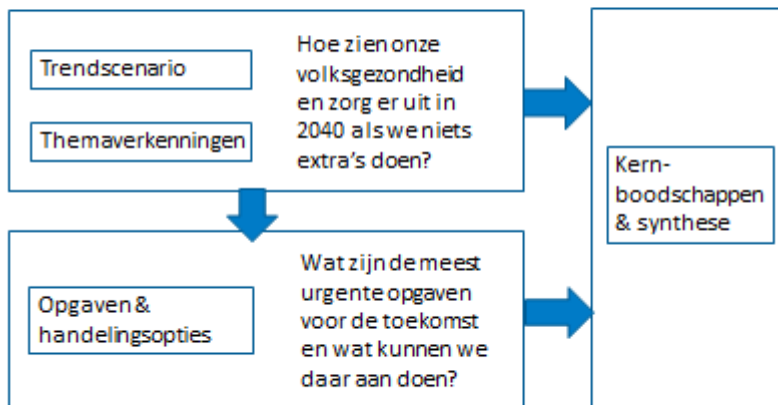 Trendscenario
Themaverkenningen
Hoe zien onze
volksgezondheid
en zorg er uit in
2040 als we niets
extra's doen?
Opgaven &
handelingsopties
Wat zijn de meest
urgente opgaven
voor de toekomst
en wat kunnen we
daar aan doen?
Kern-
boodschappen
& synthese